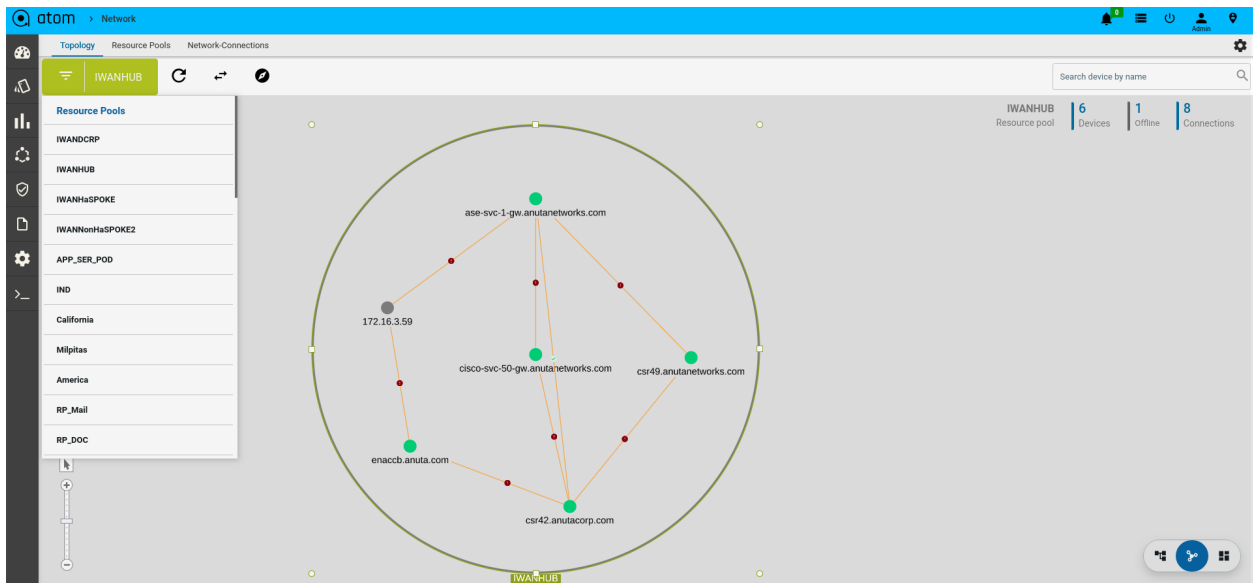 atom > Network
0
Admin
Topology Resource Pools Network-Connections
IWANHUB
Search device by name
Resource Pools
IWANDCRP
IWANHUB
IWANHaSPOKE
IWANNonHaSPOKE2
APP_SER_POD
IND
California
Milpitas
America
RP_Mail
RP_DOC
IWANHUB 6 1 8
Resource pool Devices Offline Connections
ase-svc-1-gw.anutanetworks.com
172.16.3.59
cisco-svc-50-gw.anutanetworks.com
csr49.anutanetworks.com
enaccb.anuta.com
csr42.anutacorp.com
IWANHUB